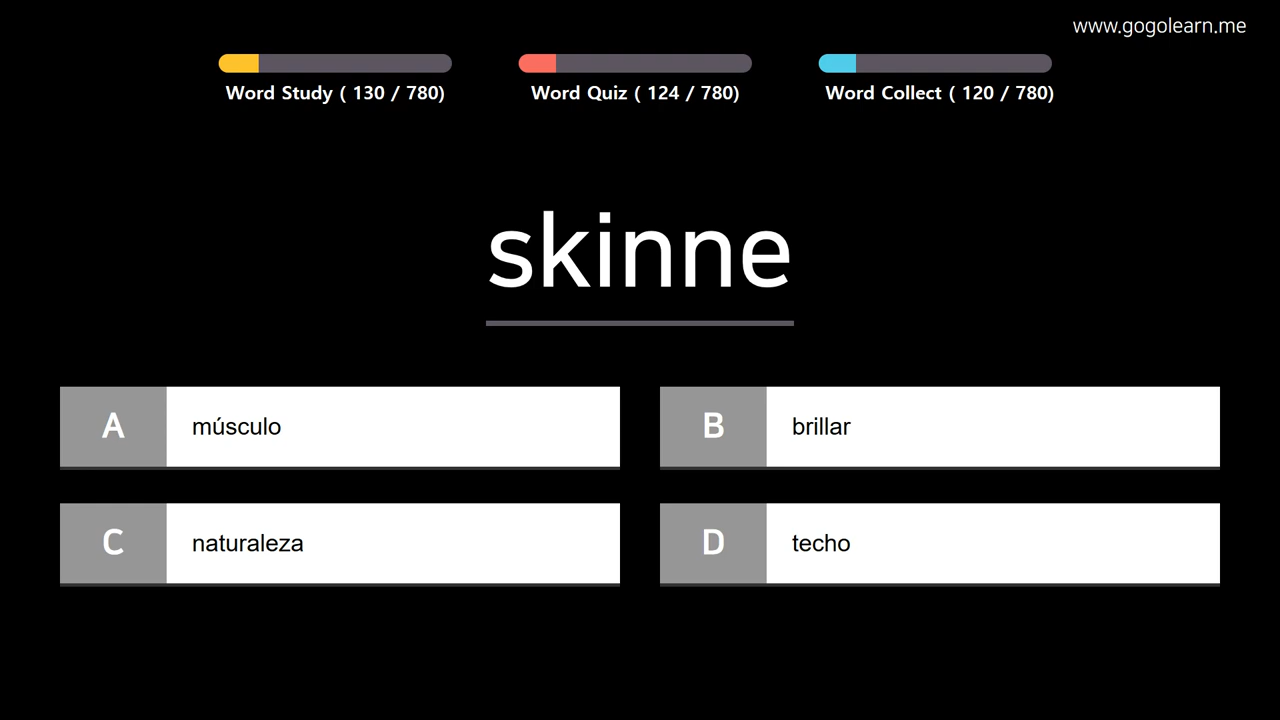 www.gogolearn.me
Word Study ( 130 / 780)
Word Quiz ( 124 / 780)
Word Collect ( 120 / 780)
skinne
A músculo
B brillar
C naturaleza
D techo